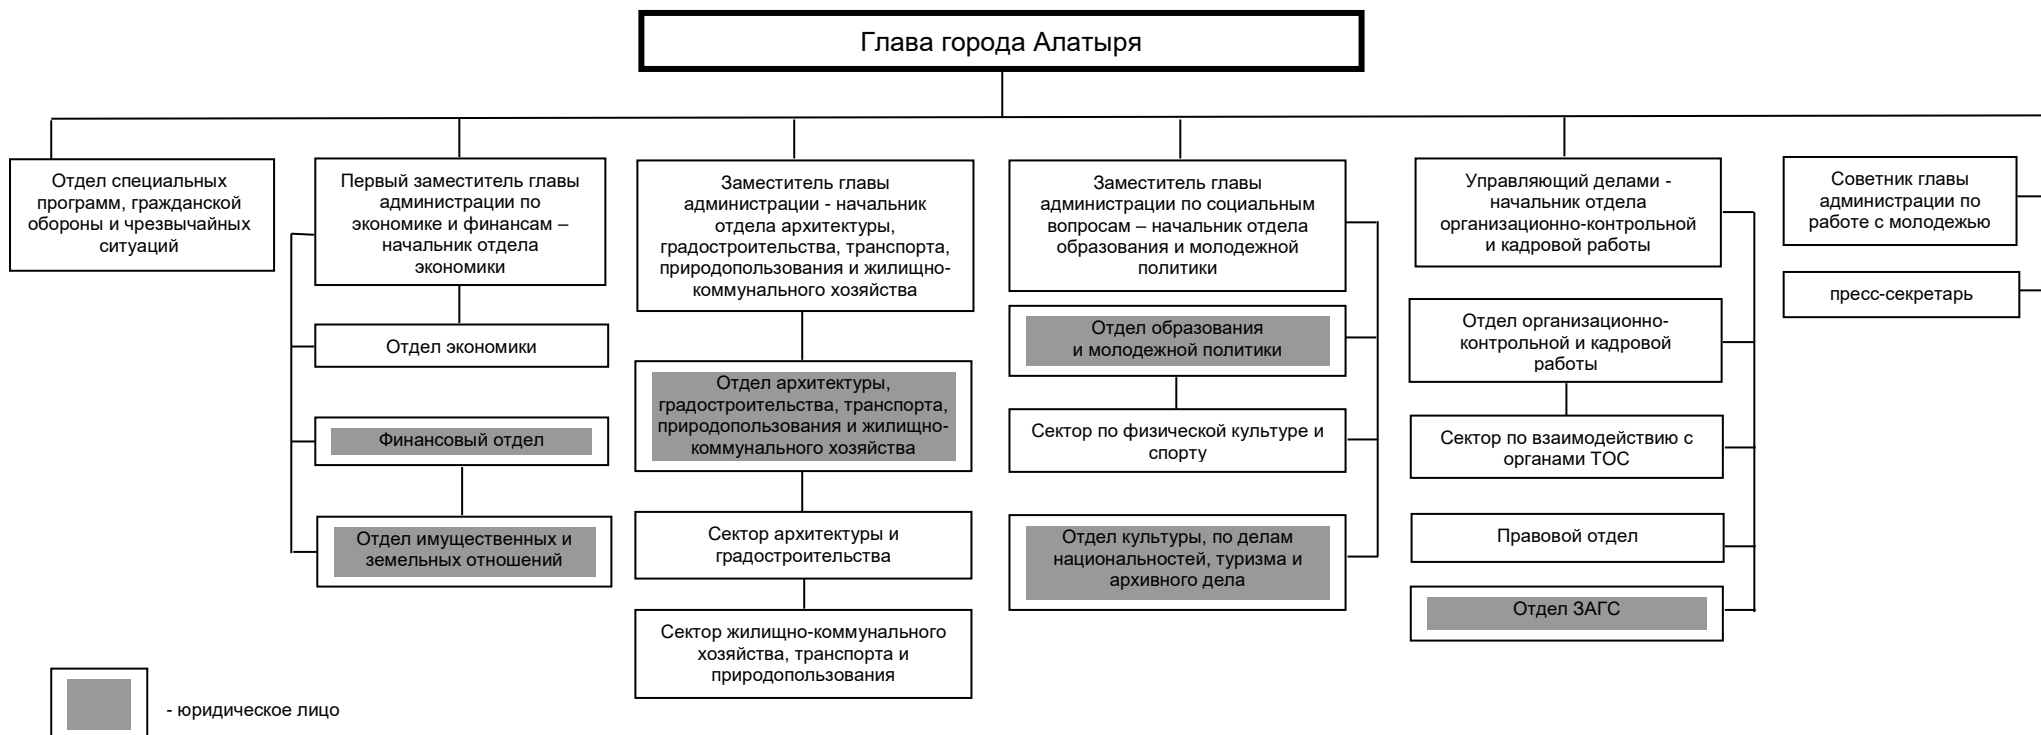 Глава города Алатыря
Отдел специальных
программ, гражданской
обороны и чрезвычайных
ситуаций
Первый заместитель главы
администрации по
экономике и финансам –
начальник отдела
экономики
Отдел экономики
Финансовый отдел
Отдел имущественных и
земельных отношений
Заместитель главы
администрации - начальник
отдела архитектуры,
градостроительства, транспорта,
природопользования и жилищно-
коммунального хозяйства
Отдел архитектуры,
градостроительства, транспорта,
природопользования и жилищно-
коммунального хозяйства
Сектор архитектуры и
градостроительства
Сектор жилищно-коммунального
хозяйства, транспорта и
природопользования
Заместитель главы
администрации по социальным
вопросам – начальник отдела
образования и молодежной
политики
Отдел образования
и молодежной политики
Сектор по физической культуре и
спорту
Отдел культуры, по делам
национальностей, туризма и
архивного дела
Управляющий делами -
начальник отдела
организационно-контрольной
и кадровой работы
Отдел организационно-
контрольной и кадровой
работы
Сектор по взаимодействию с
органами ТОС
Правовой отдел
Отдел ЗАГС
Советник главы
администрации по
работе с молодежью
пресс-секретарь
- юридическое лицо